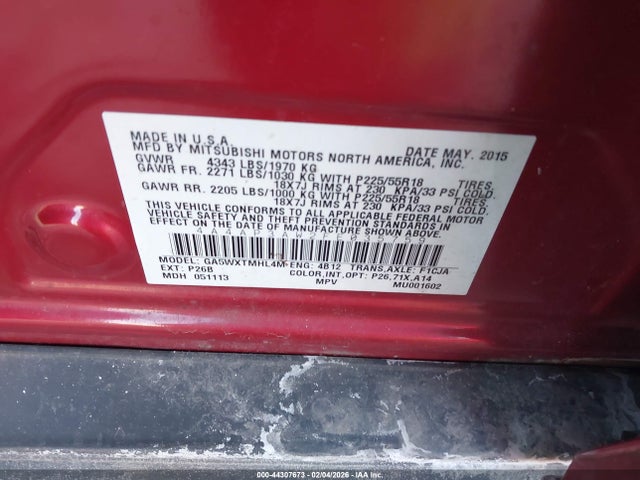 MADE IN U.S.A. DATE MAY. 2015
MFD BY MITSUBISHI MOTORS NORTH AMERICA, INC.
GVWR 4343 LBS/1970 KG
GAWR FR. 2271 LBS/1030 KG WITH P225/55R18 TIRES.
18X7J RIMS AT 230 KPA/33 PSI COLD
GAWR RR. 2205 LBS/1000 KG WITH P225/55R18 TIRES.
18X7J RIMS AT 230 KPA/33 PSI COLD.
THIS VEHICLE CONFORMS TO ALL APPLICABLE FEDERAL MOTOR
VEHICLE SAFETY AND THEFT PREVENTION STANDARDS
IN EFFECT ON THE DATE OF MANUFACTURE SHOWN ABOVE.
MODEL: GA5WXTMHL4M ENG: 4B12 TRANS,AXLE: F1CJA
EXT: P26B COLOR,INT,OPT: P26,71X,A14
MDH 051113 MPV MU001602
000-44307673 - 02/04/2026 - IAAI.COM